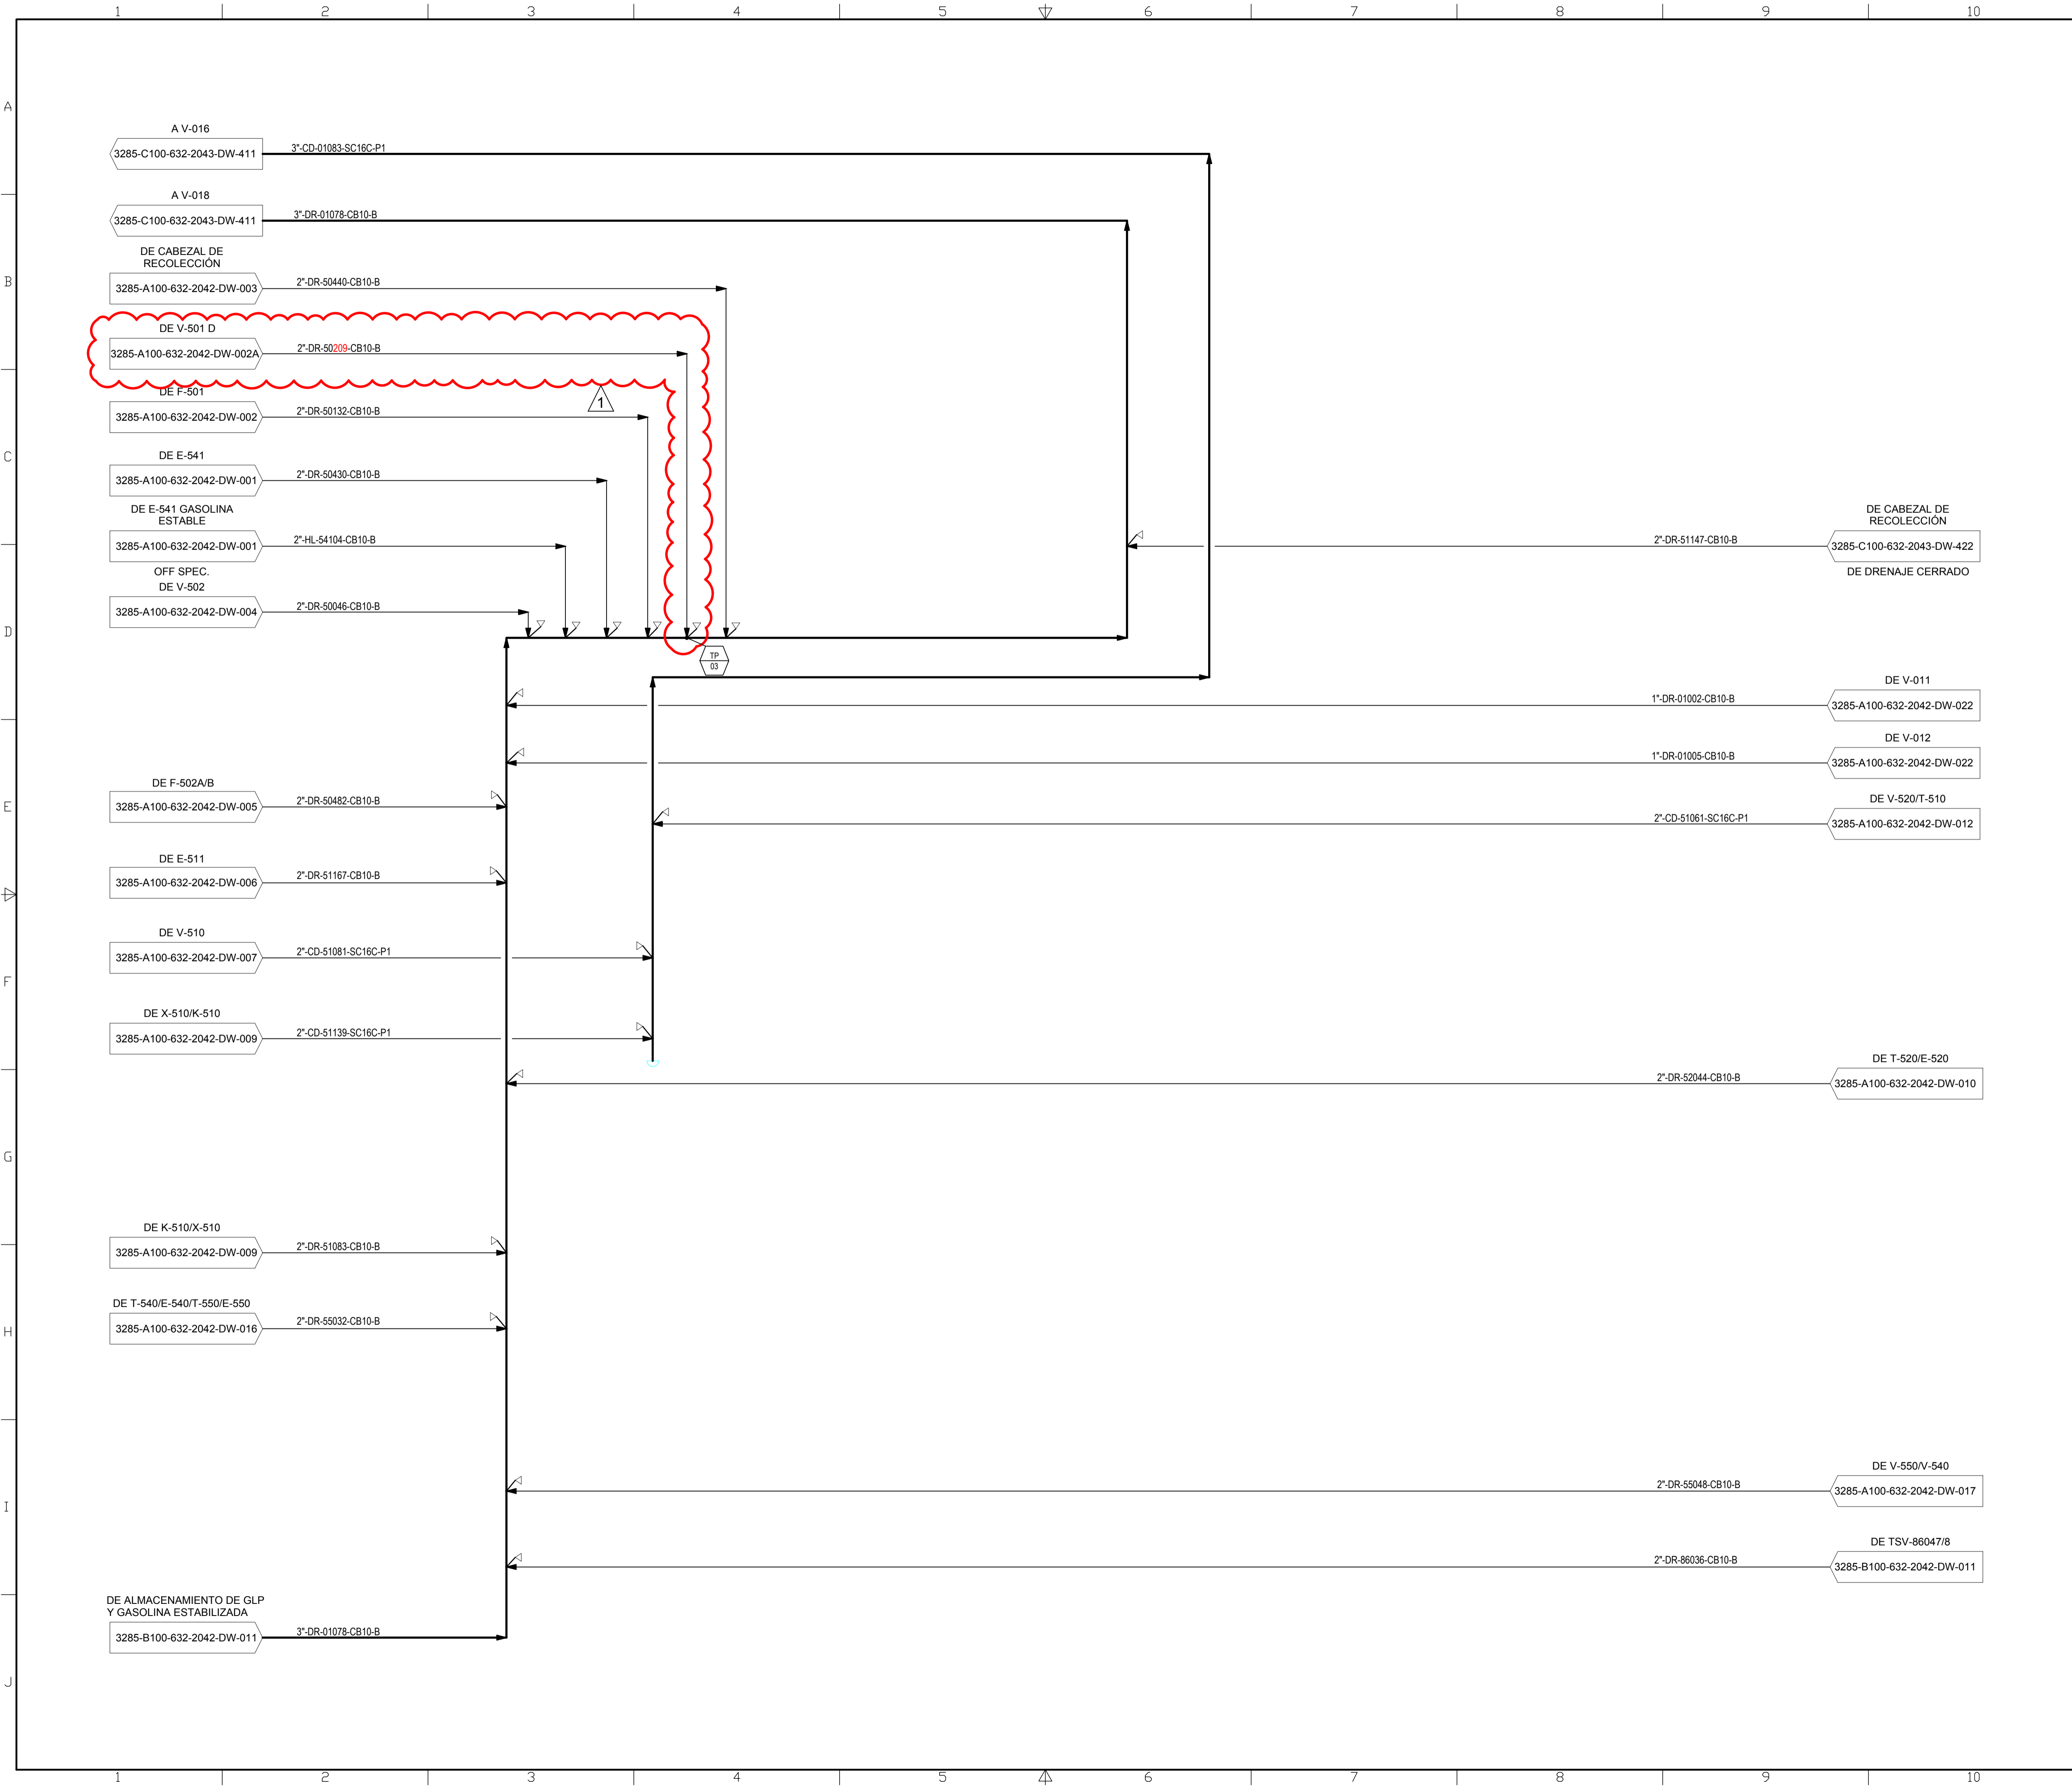 1 2 3 4 5 6 7 8 9 10
A
A V-016
3285-C100-632-2043-DW-411
3"-CD-01083-SC16C-P1
A V-018
3285-C100-632-2043-DW-411
3"-DR-01078-CB10-B
B
DE CABEZAL DE
RECOLECCIÓN
3285-A100-632-2042-DW-003
2"-DR-50440-CB10-B
DE V-501 D
3285-A100-632-2042-DW-002A
2"-DR-50209-CB10-B
1
DE F-501
3285-A100-632-2042-DW-002
2"-DR-50132-CB10-B
C
DE E-541
3285-A100-632-2042-DW-001
2"-DR-50430-CB10-B
DE E-541 GASOLINA
ESTABLE
3285-A100-632-2042-DW-001
2"-HL-54104-CB10-B
OFF SPEC.
DE V-502
3285-A100-632-2042-DW-004
2"-DR-50046-CB10-B
D
TP
03
DE CABEZAL DE
RECOLECCIÓN
2"-DR-51147-CB10-B
3285-C100-632-2043-DW-422
DE DRENAJE CERRADO
DE V-011
1"-DR-01002-CB10-B
3285-A100-632-2042-DW-022
DE V-012
1"-DR-01005-CB10-B
3285-A100-632-2042-DW-022
E
DE F-502A/B
3285-A100-632-2042-DW-005
2"-DR-50482-CB10-B
DE V-520/T-510
2"-CD-51061-SC16C-P1
3285-A100-632-2042-DW-012
DE E-511
3285-A100-632-2042-DW-006
2"-DR-51167-CB10-B
DE V-510
3285-A100-632-2042-DW-007
2"-CD-51081-SC16C-P1
F
DE X-510/K-510
3285-A100-632-2042-DW-009
2"-CD-51139-SC16C-P1
DE T-520/E-520
2"-DR-52044-CB10-B
3285-A100-632-2042-DW-010
G
DE K-510/X-510
3285-A100-632-2042-DW-009
2"-DR-51083-CB10-B
DE T-540/E-540/T-550/E-550
3285-A100-632-2042-DW-016
2"-DR-55032-CB10-B
H
DE V-550/V-540
2"-DR-55048-CB10-B
3285-A100-632-2042-DW-017
I
DE TSV-86047/8
2"-DR-86036-CB10-B
3285-B100-632-2042-DW-011
DE ALMACENAMIENTO DE GLP
Y GASOLINA ESTABILIZADA
3285-B100-632-2042-DW-011
3"-DR-01078-CB10-B
J
1 2 3 4 5 6 7 8 9 10